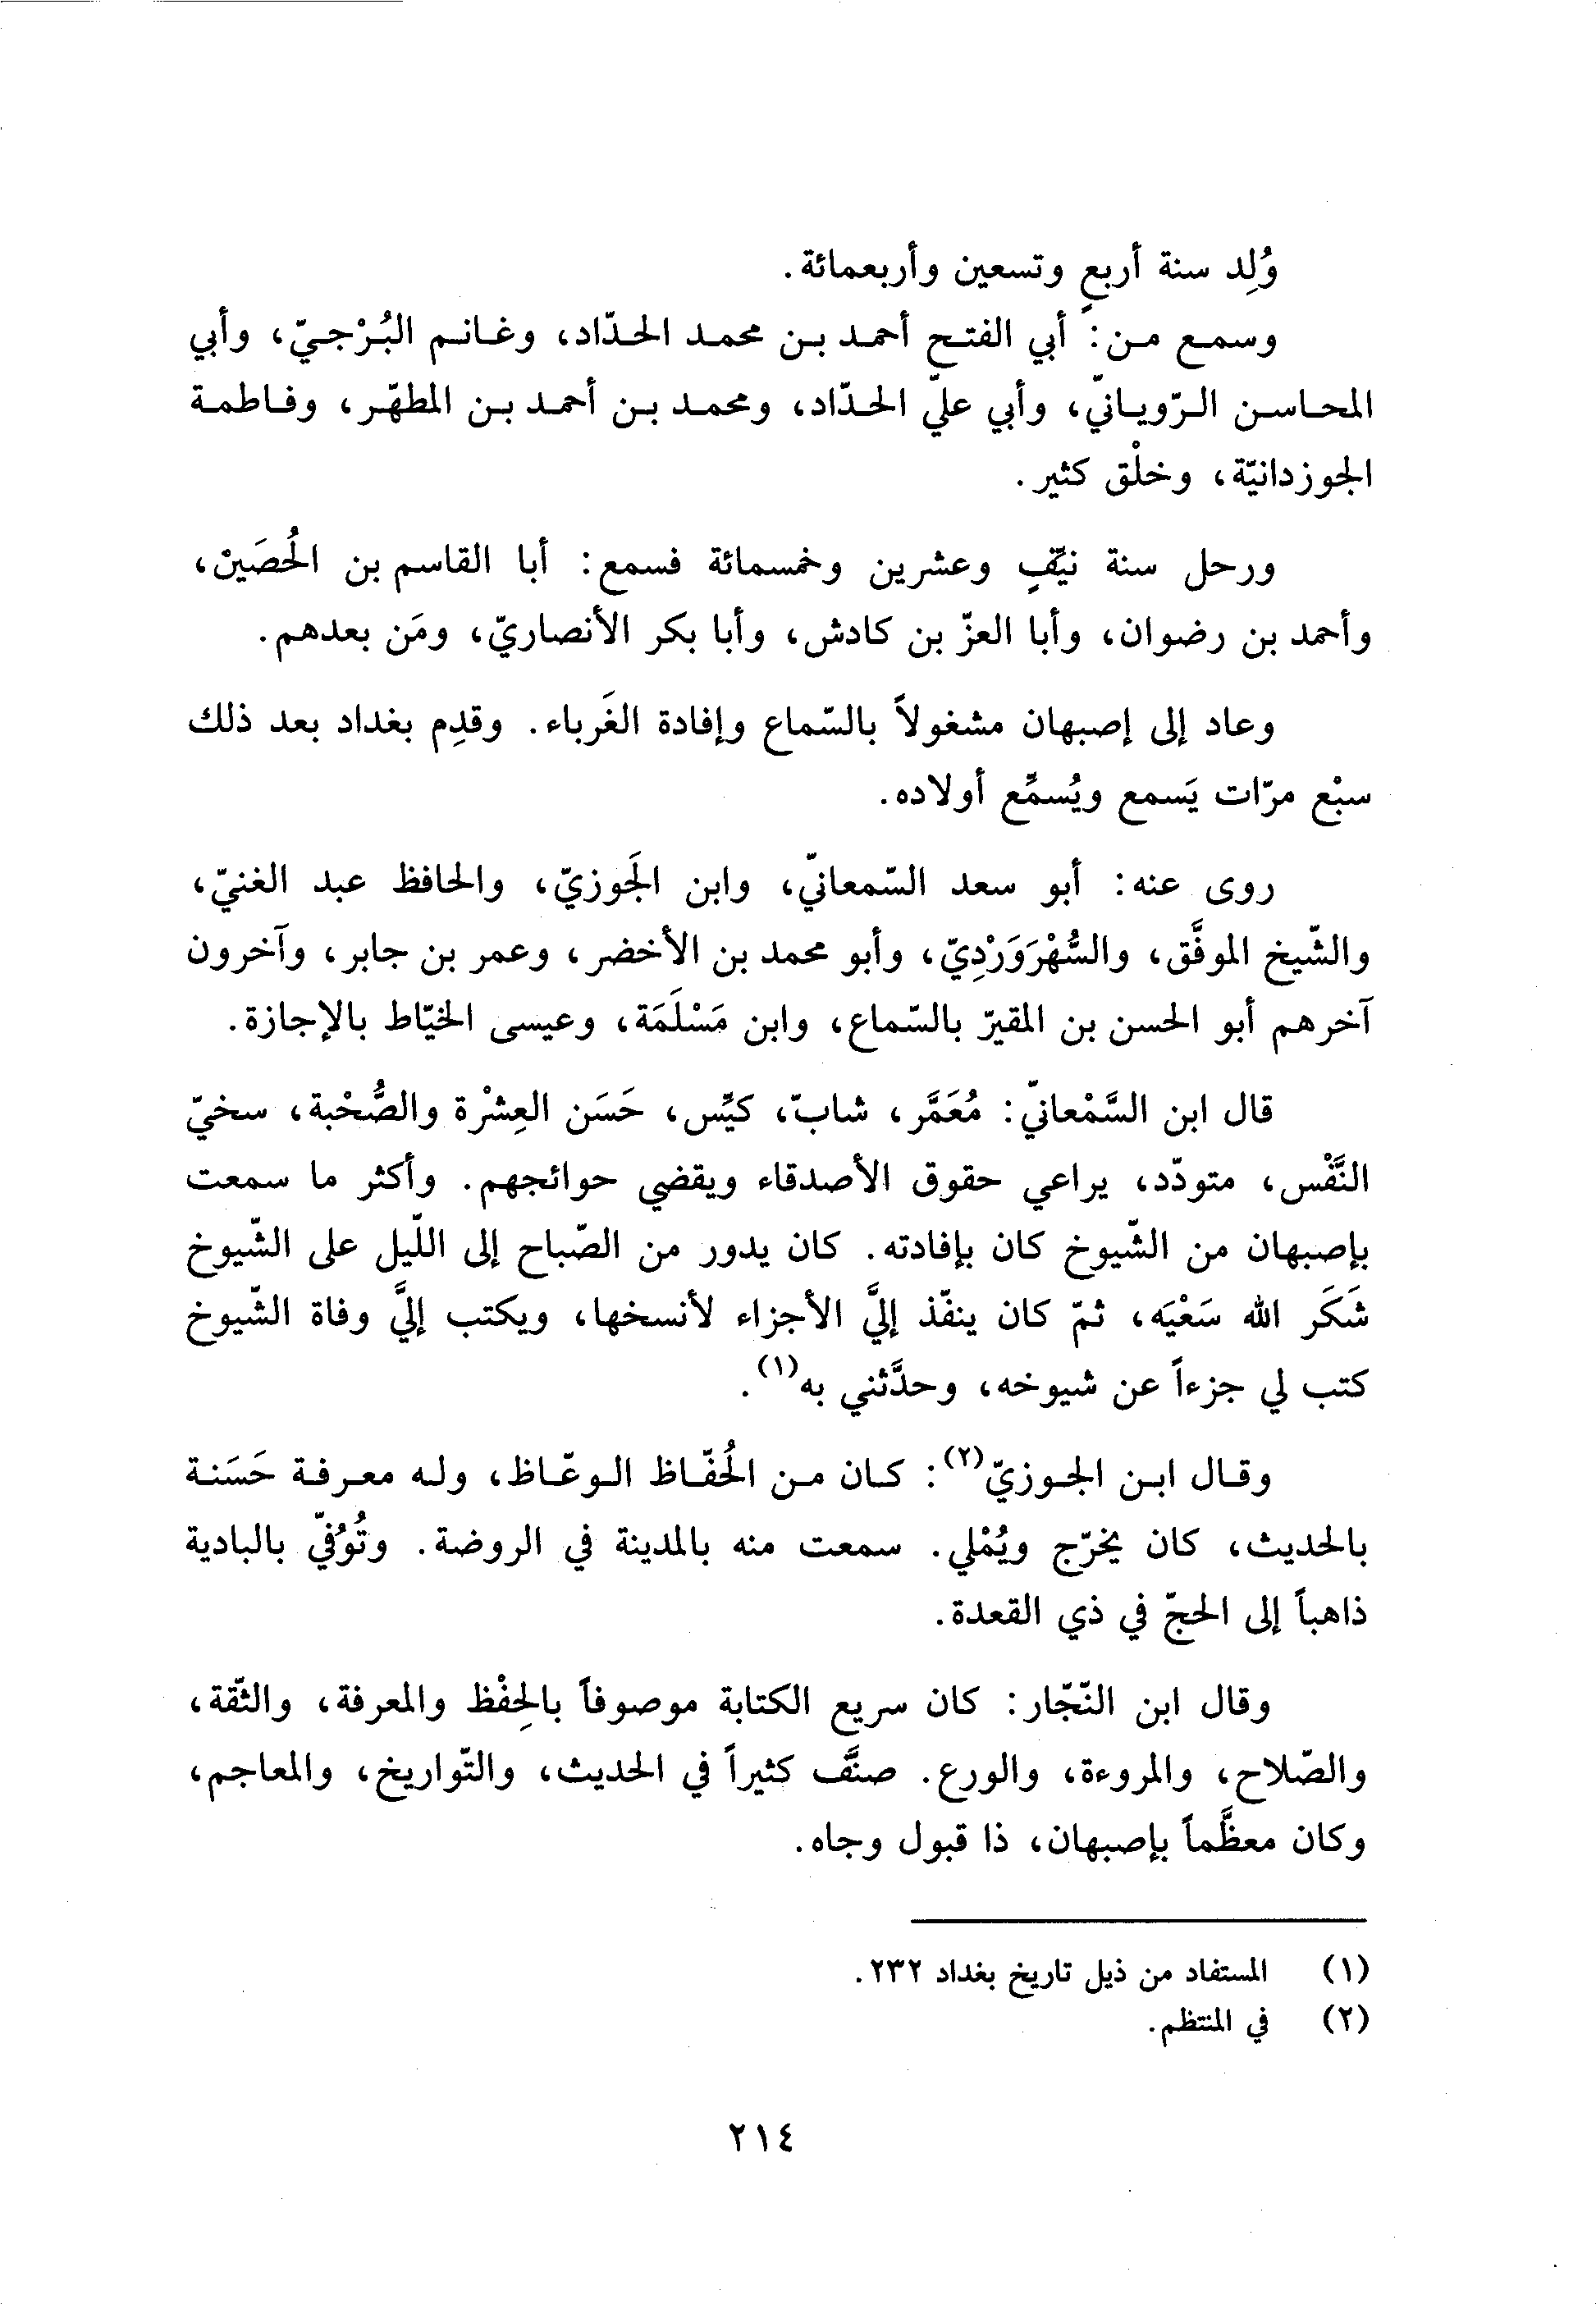 وُلِد سنة أربعٍ وتسعين وأربعمائة.
وسمع من: أبي الفتح أحمد بن محمد الحدّاد، وغانم البُرْجيّ، وأبي
المحاسن الرّويانيّ، وأبي عليّ الحدّاد، ومحمد بن أحمد بن المطهّر، وفاطمة
الجوزدانيّة، وخلْق كثير.
ورحل سنة نيّفٍ وعشرين وخمسمائة فسمع: أبا القاسم بن الحُصَينْ،
وأحمد بن رضوان، وأبا العزّ بن كادش، وأبا بكر الأنصاريّ، ومَن بعدهم.
وعاد إلى إصبهان مشغولاً بالسّماع وإفادة الغَرباء. وقدِم بغداد بعد ذلك
سبْع مرّات يَسمع ويُسمِّع أولاده.
روى عنه: أبو سعد السّمعانيّ، وابن الجَوزيّ، والحافظ عبد الغنيّ،
والشّيخ الموفَّق، والسُّهْرَوَرْدِيّ، وأبو محمد بن الأخضر، وعمر بن جابر، وآخرون
آخرهم أبو الحسن بن المقيرّ بالسّماع، وابن مَسْلَمَة، وعيسى الخيّاط بالإجازة.
قال ابن السَّمْعانيّ: مُعَمَّر، شابّ، كيِّس، حَسَن العِشْرة والصُّحْبة، سخيّ
النَّفْس، متودّد، يراعي حقوق الأصدقاء ويقضي حوائجهم. وأكثر ما سمعت
بإصبهان من الشّيوخ كان بإفادته. كان يدور من الصّباح إلى اللّيل على الشّيوخ
شَكَر الله سَعْيَه، ثمّ كان ينفّذ إليَّ الأجزاء لأنسخها، ويكتب إليَّ وفاة الشّيوخ
كتب لي جزءاً عن شيوخه، وحدَّثني به(١).
وقال ابن الجوزيّ(٢): كان من الحُفّاظ الوعّاظ، وله معرفة حَسَنة
بالحديث، كان يخرّج ويُمْلي. سمعت منه بالمدينة في الروضة. وتُوُفيّ بالبادية
ذاهباً إلى الحجّ في ذي القعدة.
وقال ابن النّجّار: كان سريع الكتابة موصوفاً بالحِفْظ والمعرفة، والثّقة،
والصّلاح، والمروءة، والورع. صنَّف كثيراً في الحديث، والتّواريخ، والمعاجم،
وكان معظَّماً بإصبهان، ذا قبول وجاه.
(١) المستفاد من ذيل تاريخ بغداد ٢٣٢.
(٢) في المنتظم.
٢١٤